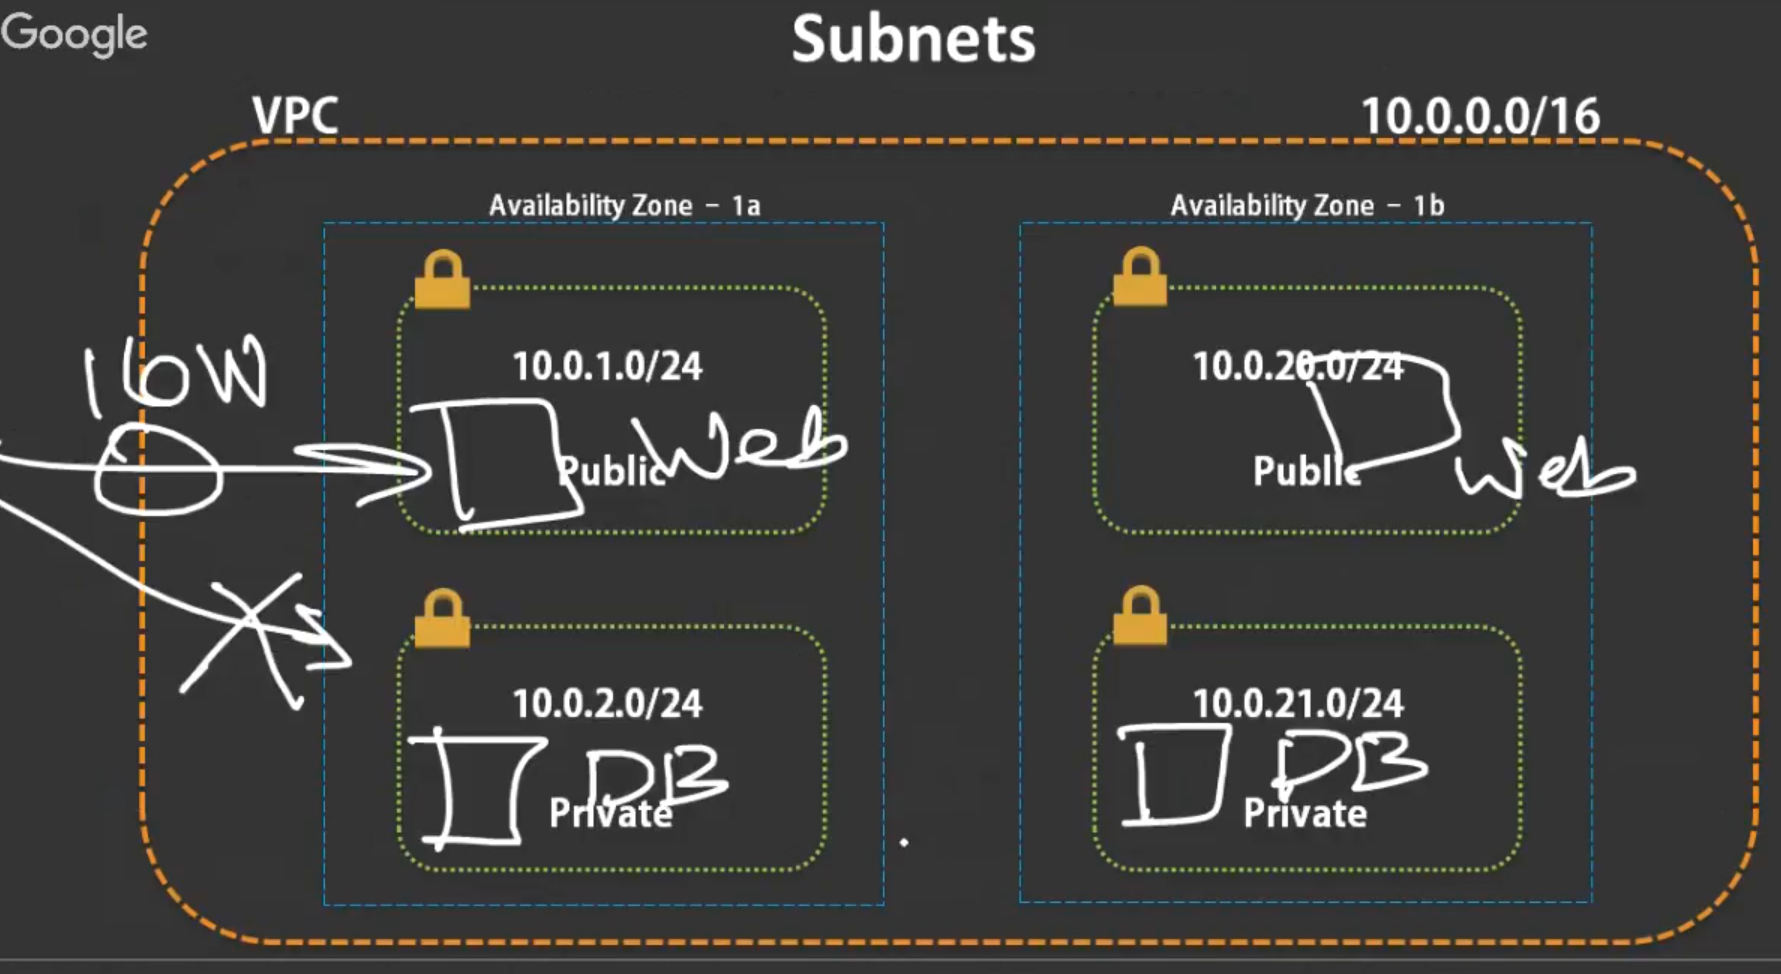 Google
Subnets
VPC
10.0.0.0/16
Availability Zone – 1a
Availability Zone – 1b
10.0.1.0/24
10.0.20.0/24
IGW
Public
Web
Public
Web
10.0.2.0/24
10.0.21.0/24
DB
Private
DB
Private